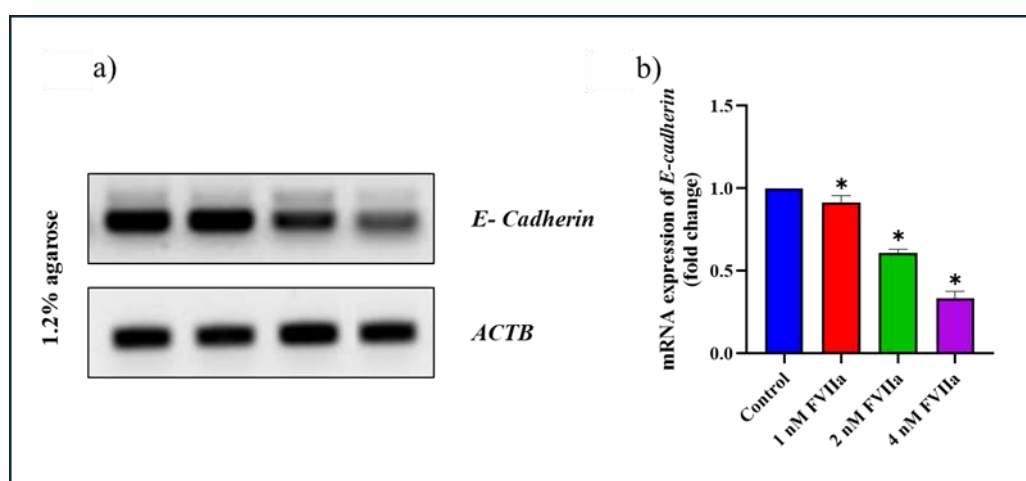 a)
1.2% agarose
E- Cadherin
ACTB
b)
mRNA expression of E-cadherin
(fold change)
1.5
1.0
0.5
0.0
*
*
*
Control
1 nM FVIIa
2 nM FVIIa
4 nM FVIIa